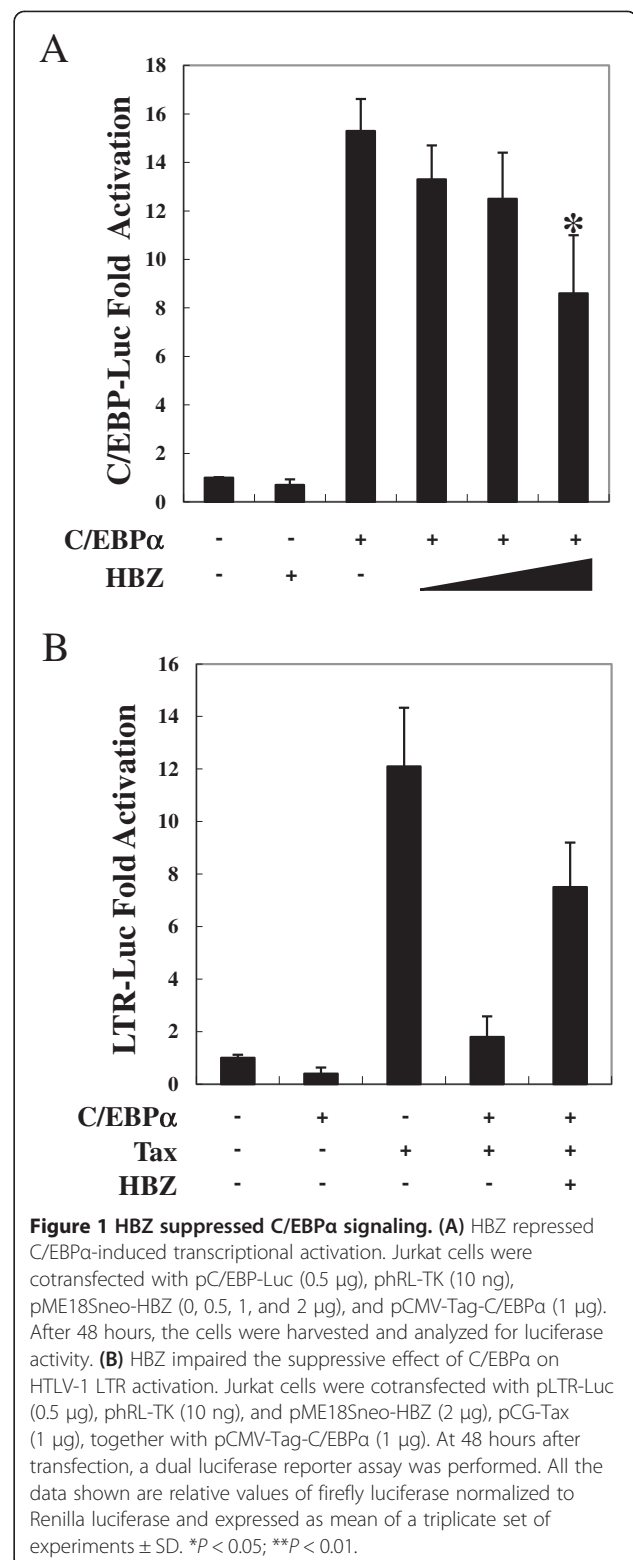 A
C/EBP-Luc Fold Activation
18
16
14
12
10
8
6
4
2
0
*
C/EBPα - - + + + +
HBZ - + -
B
LTR-Luc Fold Activation
16
14
12
10
8
6
4
2
0
C/EBPα - + - + +
Tax - - + + +
HBZ - - - - +
Figure 1 HBZ suppressed C/EBPα signaling. (A) HBZ repressed
C/EBPα-induced transcriptional activation. Jurkat cells were
cotransfected with pC/EBP-Luc (0.5 μg), phRL-TK (10 ng),
pME18Sneo-HBZ (0, 0.5, 1, and 2 μg), and pCMV-Tag-C/EBPα (1 μg).
After 48 hours, the cells were harvested and analyzed for luciferase
activity. (B) HBZ impaired the suppressive effect of C/EBPα on
HTLV-1 LTR activation. Jurkat cells were cotransfected with pLTR-Luc
(0.5 μg), phRL-TK (10 ng), and pME18Sneo-HBZ (2 μg), pCG-Tax
(1 μg), together with pCMV-Tag-C/EBPα (1 μg). At 48 hours after
transfection, a dual luciferase reporter assay was performed. All the
data shown are relative values of firefly luciferase normalized to
Renilla luciferase and expressed as mean of a triplicate set of
experiments ± SD. *P < 0.05; **P < 0.01.